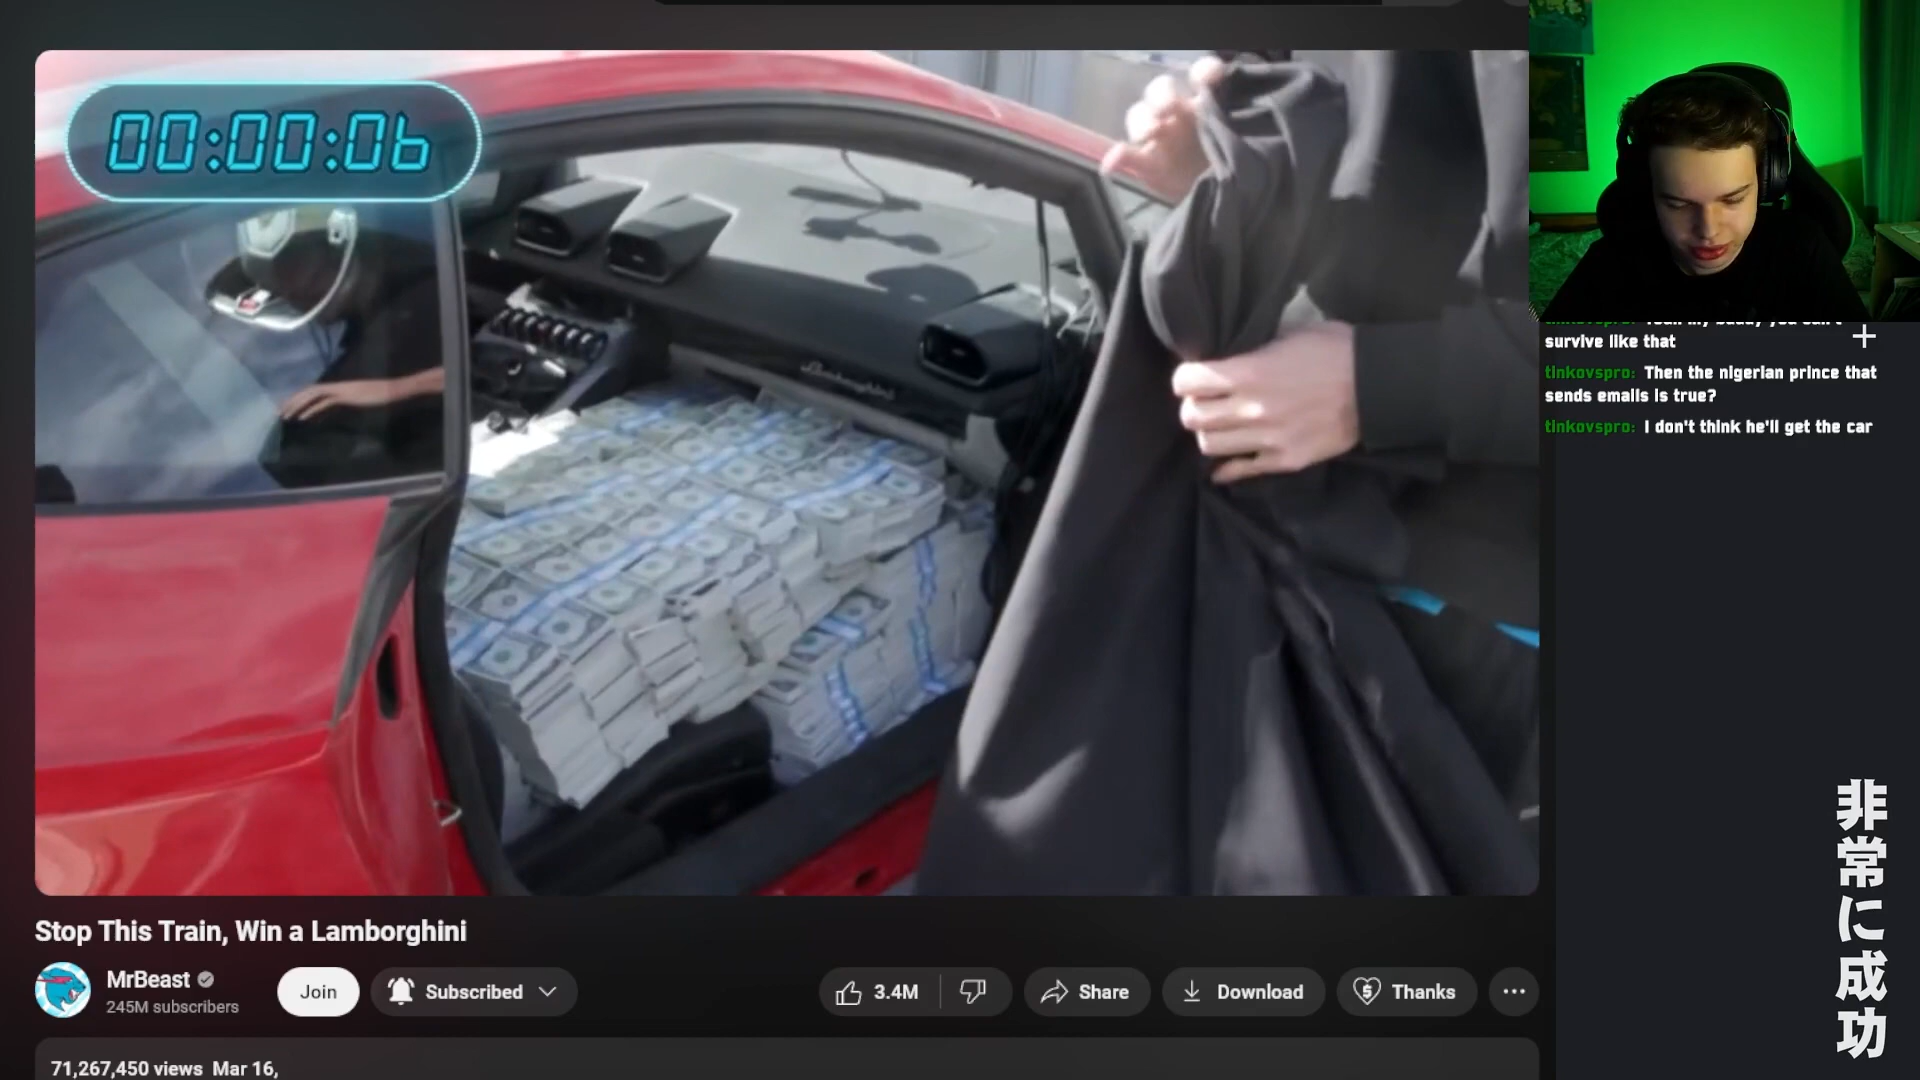 00:00:06
Lamborghini
survive like that
tinkovspro: Then the nigerian prince that
sends emails is true?
tinkovspro: I don't think he'll get the car
Stop This Train, Win a Lamborghini
MrBeast
245M subscribers
Join
Subscribed
3.4M
Share
Download
Thanks
71,267,450 views Mar 16,
非常に成功